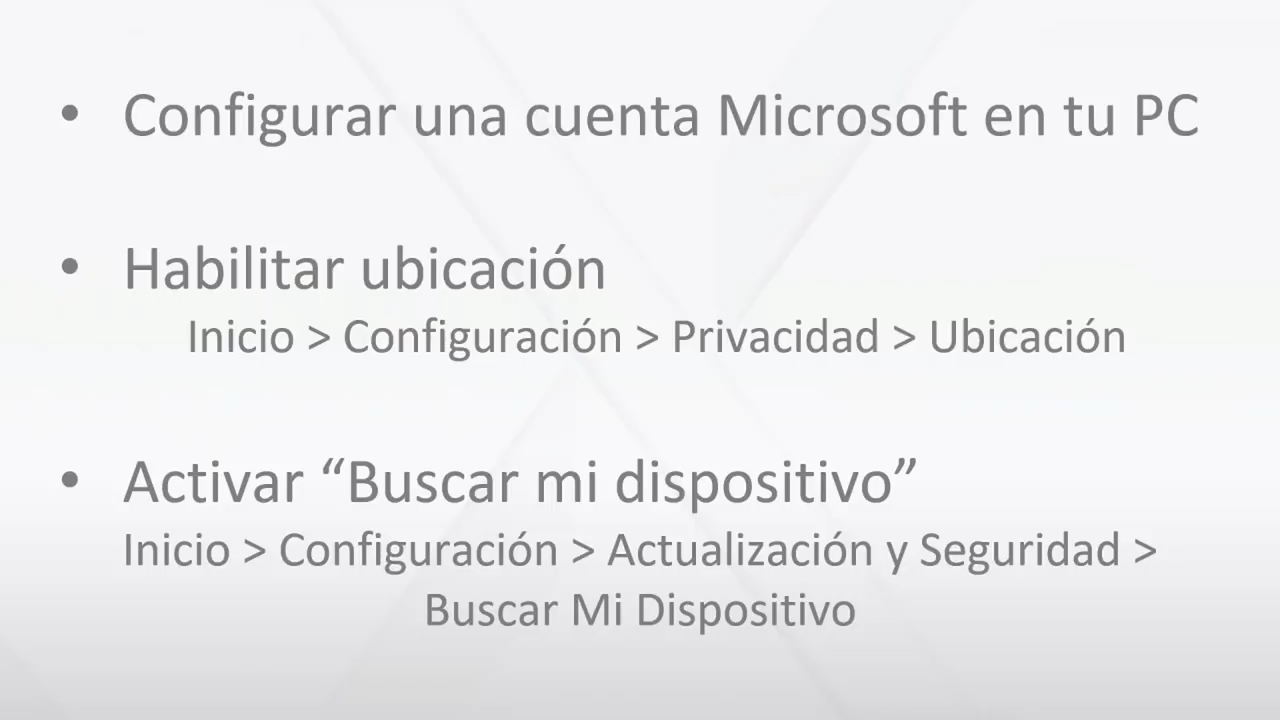 • Configurar una cuenta Microsoft en tu PC
• Habilitar ubicación
Inicio > Configuración > Privacidad > Ubicación
• Activar “Buscar mi dispositivo”
Inicio > Configuración > Actualización y Seguridad >
Buscar Mi Dispositivo